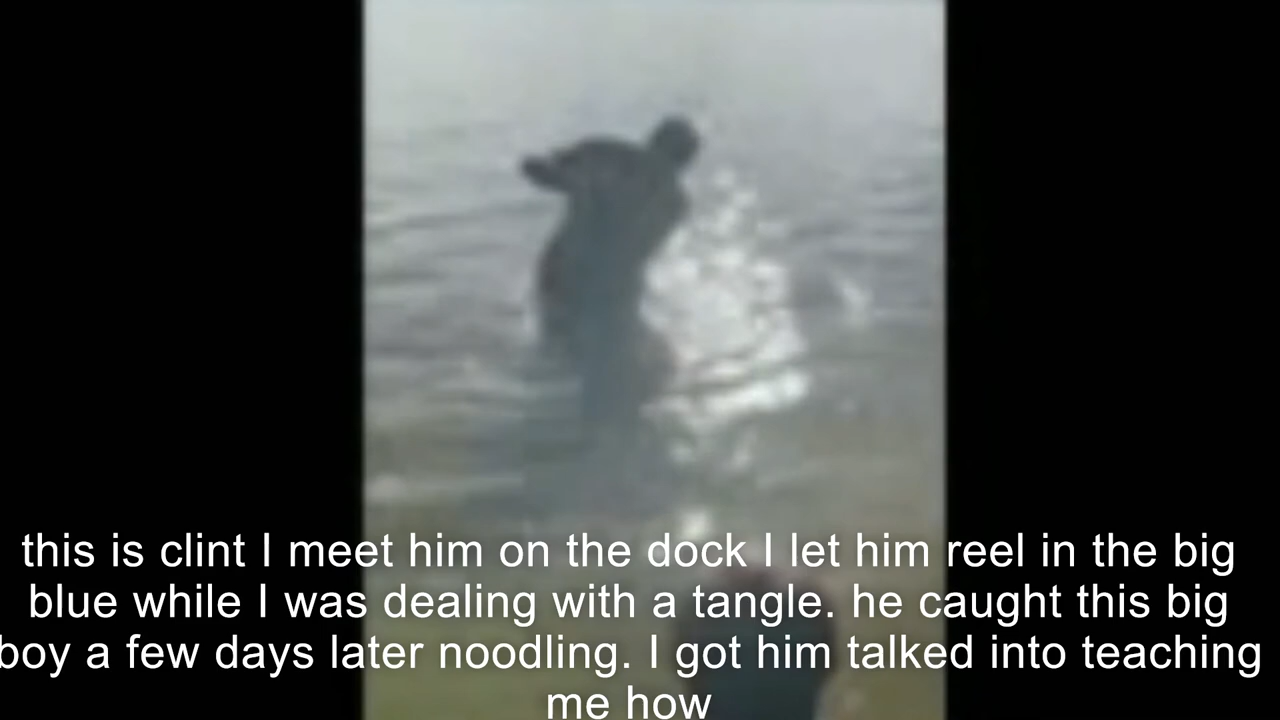 this is clint I meet him on the dock I let him reel in the big
blue while I was dealing with a tangle. he caught this big
boy a few days later noodling. I got him talked into teaching
me how